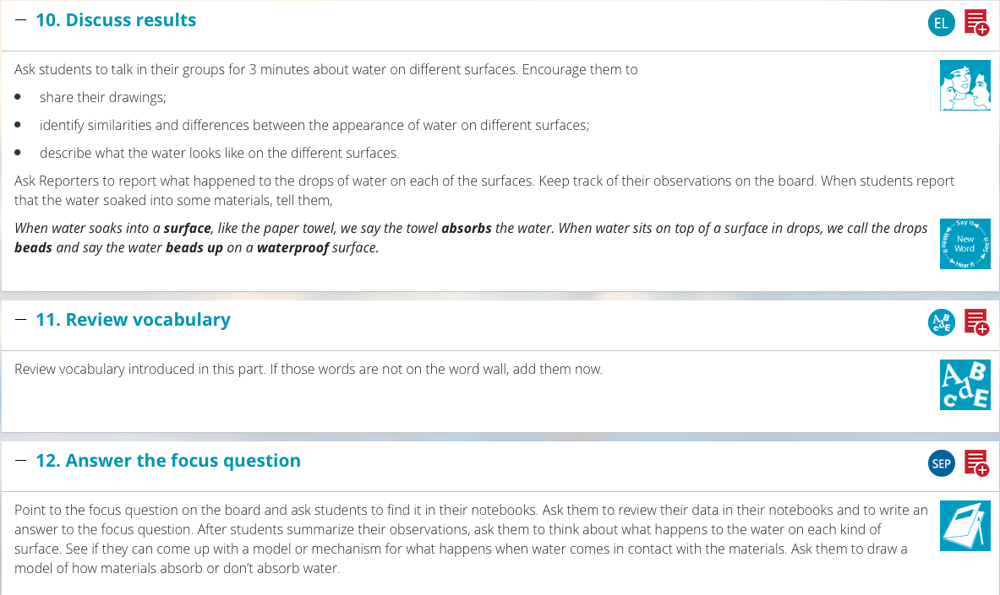 — 10. Discuss results
EL
Ask students to talk in their groups for 3 minutes about water on different surfaces. Encourage them to
• share their drawings;
• identify similarities and differences between the appearance of water on different surfaces;
• describe what the water looks like on the different surfaces.
Ask Reporters to report what happened to the drops of water on each of the surfaces. Keep track of their observations on the board. When students report
that the water soaked into some materials, tell them,
When water soaks into a surface, like the paper towel, we say the towel absorbs the water. When water sits on top of a surface in drops, we call the drops
beads and say the water beads up on a waterproof surface.
Say it
See it
Hear it
Write it
New
Word
— 11. Review vocabulary
A B c d E
Review vocabulary introduced in this part. If those words are not on the word wall, add them now.
A B c d E
— 12. Answer the focus question
SEP
Point to the focus question on the board and ask students to find it in their notebooks. Ask them to review their data in their notebooks and to write an
answer to the focus question. After students summarize their observations, ask them to think about what happens to the water on each kind of
surface. See if they can come up with a model or mechanism for what happens when water comes in contact with the materials. Ask them to draw a
model of how materials absorb or don’t absorb water.